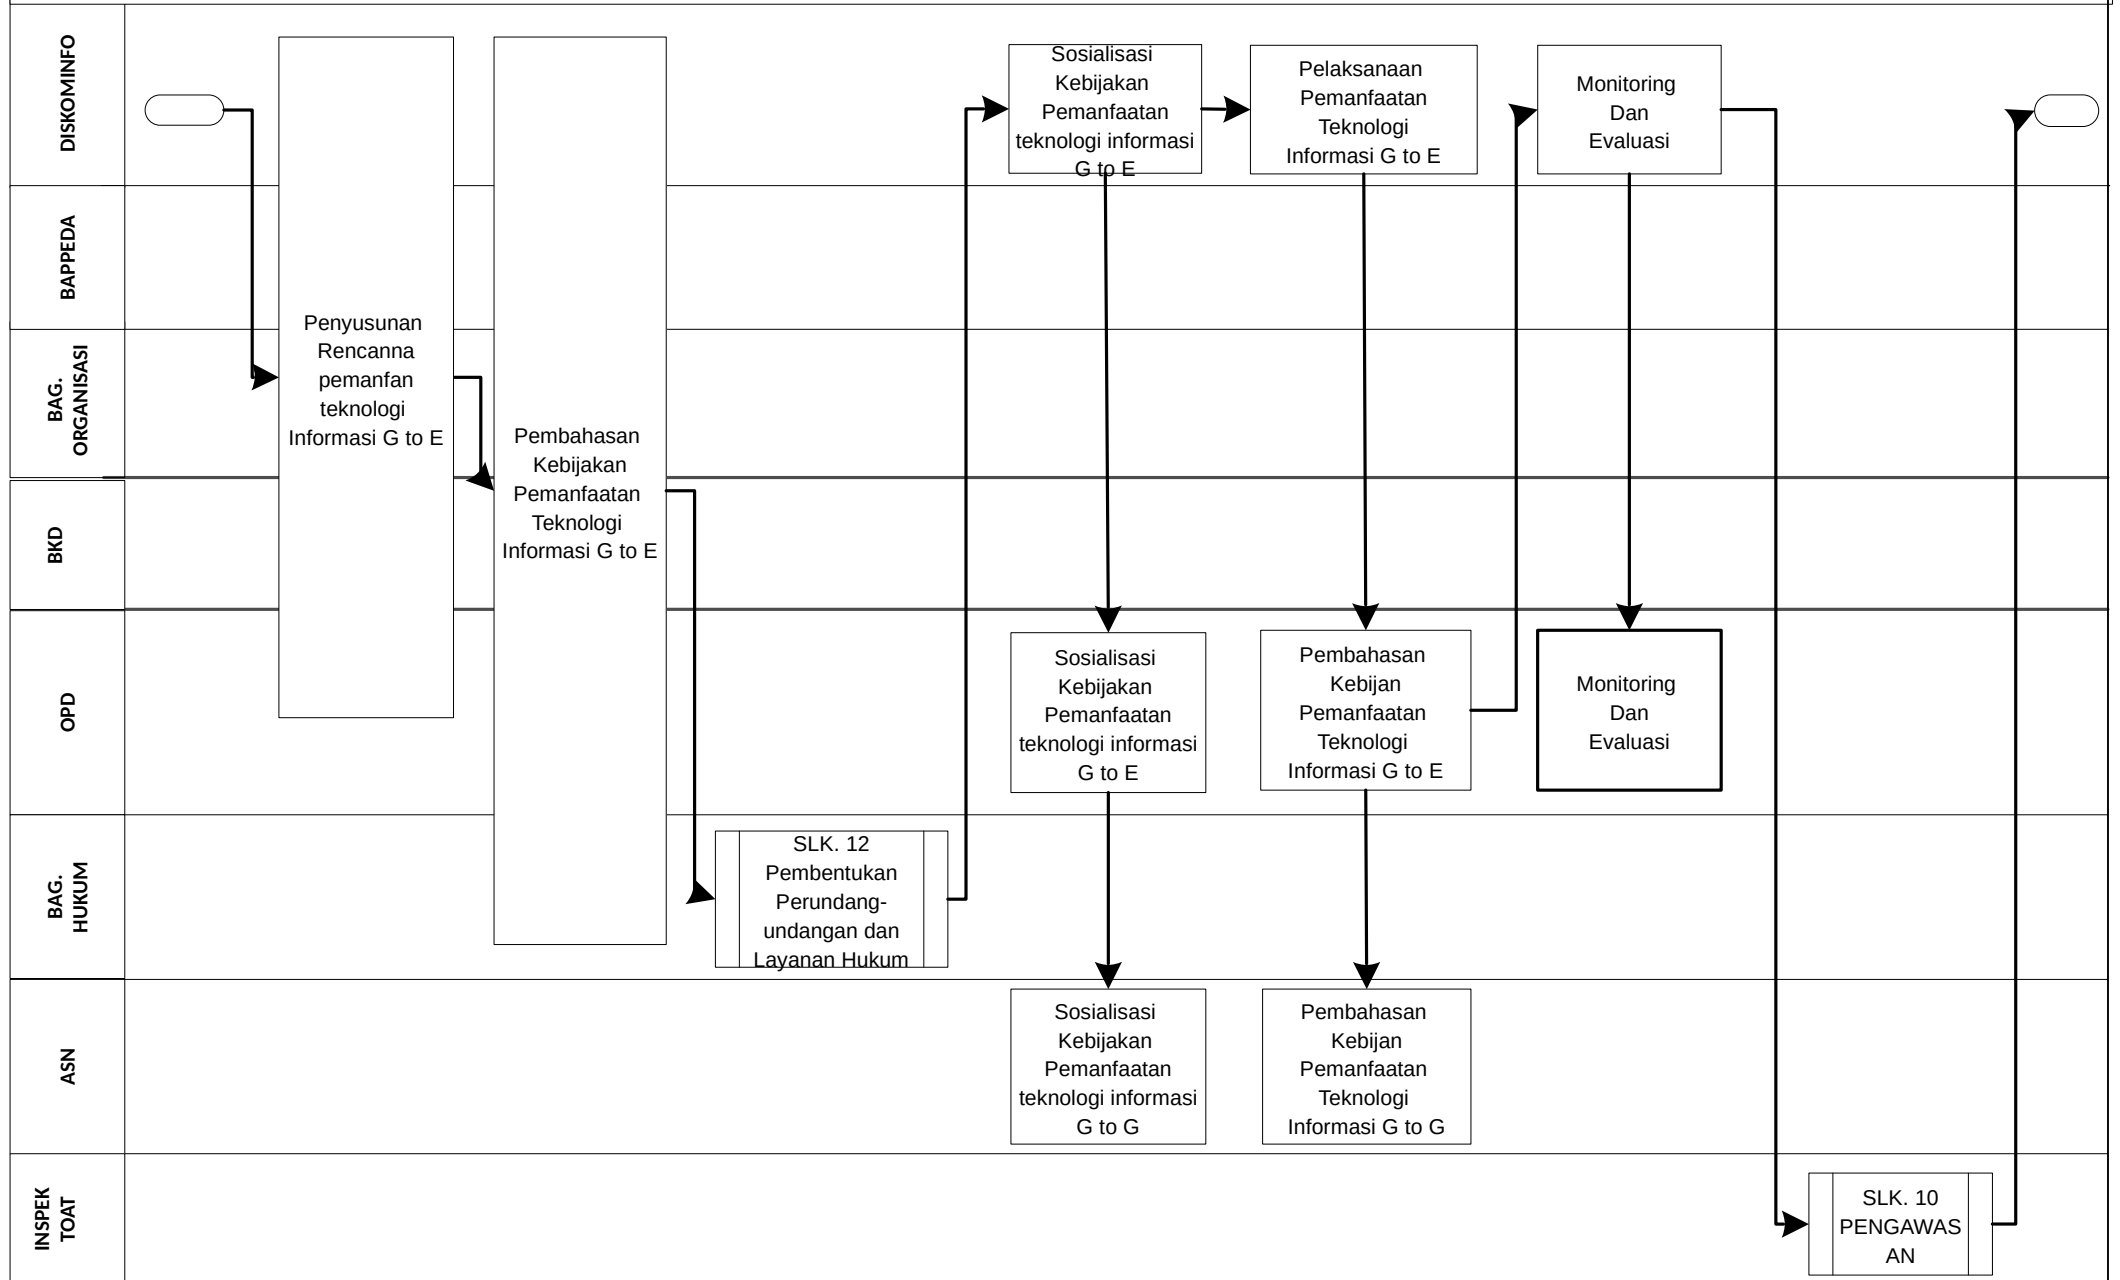 DISKOMINFO
BAPPEDA
BAG.
ORGANISASI
BKD
OPD
BAG.
HUKUM
ASN
INSPEK
TOAT
Penyusunan
Rencanna
pemanfan
teknologi
Informasi G to E
Pembahasan
Kebijakan
Pemanfaatan
Teknologi
Informasi G to E
SLK. 12
Pembentukan
Perundang-
undangan dan
Layanan Hukum
Sosialisasi
Kebijakan
Pemanfaatan
teknologi informasi
G to E
Pelaksanaan
Pemanfaatan
Teknologi
Informasi G to E
Monitoring
Dan
Evaluasi
Sosialisasi
Kebijakan
Pemanfaatan
teknologi informasi
G to E
Pembahasan
Kebijan
Pemanfaatan
Teknologi
Informasi G to E
Monitoring
Dan
Evaluasi
Sosialisasi
Kebijakan
Pemanfaatan
teknologi informasi
G to G
Pembahasan
Kebijan
Pemanfaatan
Teknologi
Informasi G to G
SLK. 10
PENGAWAS
AN